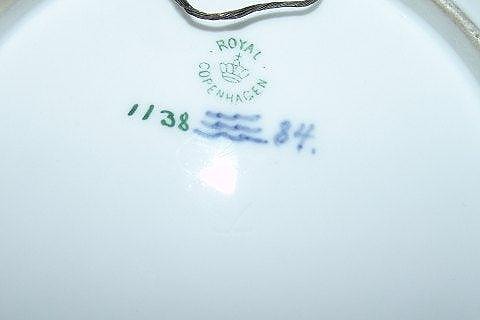 ROYAL
COPENHAGEN
1138 84.